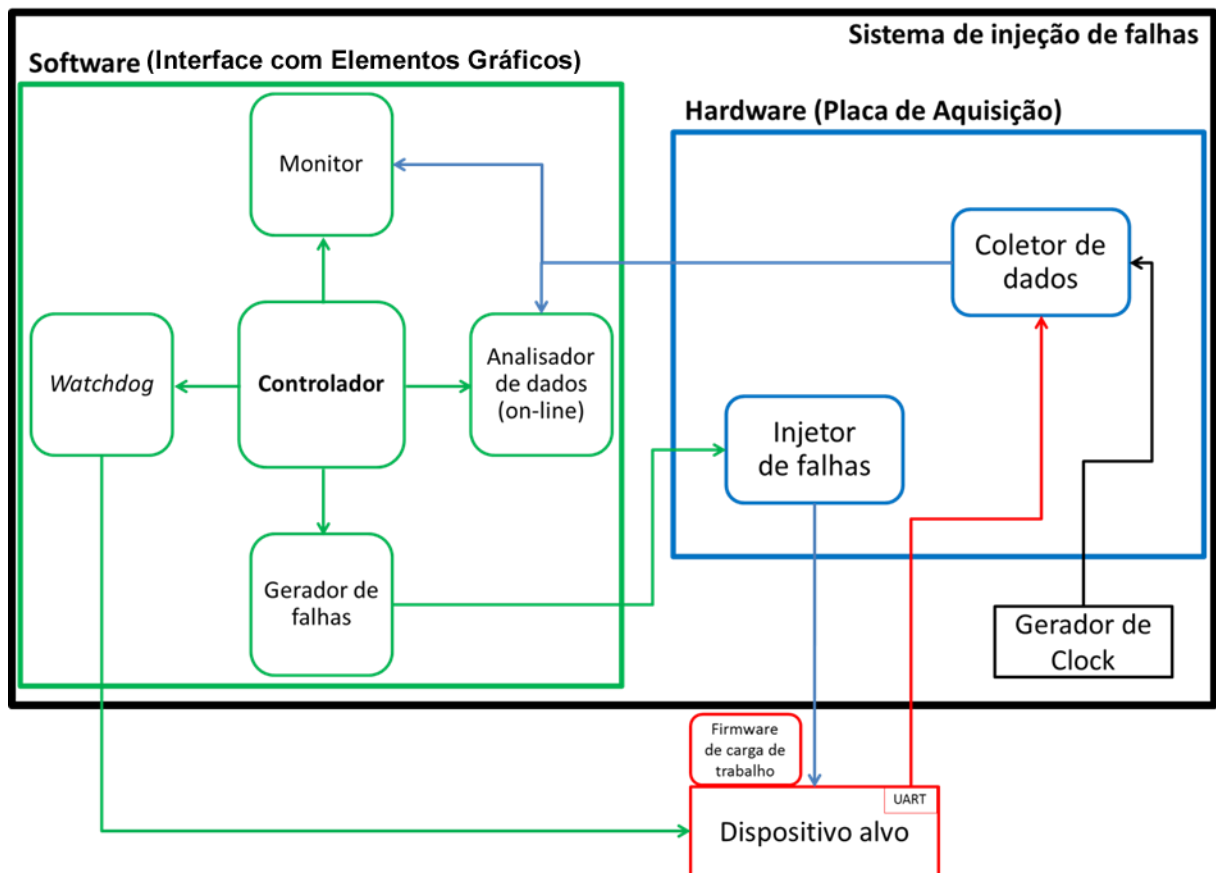 Sistema de injeção de falhas
Software (Interface com Elementos Gráficos)
Hardware (Placa de Aquisição)
Monitor
Coletor de
dados
Watchdog
Controlador
Analisador
de dados
(on-line)
Injetor
de falhas
Gerador de
falhas
Gerador de
Clock
Firmware
de carga de
trabalho
UART
Dispositivo alvo